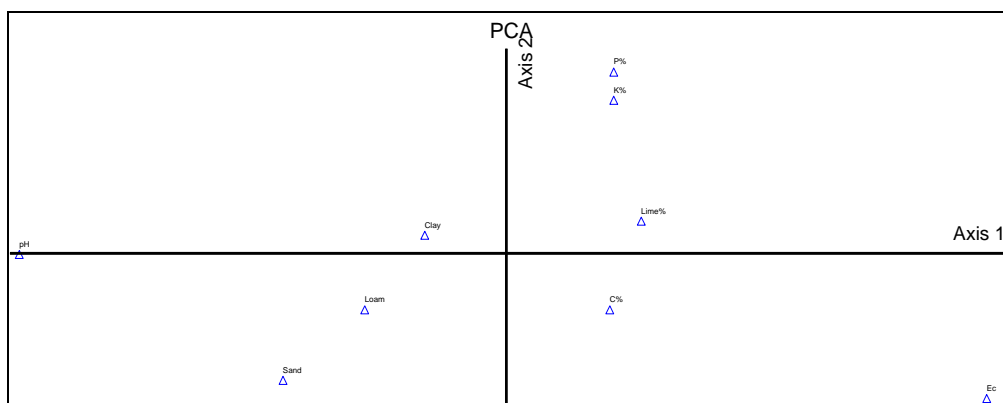 PCA
Axis 2
P%
K%
Lime%
Clay
Axis 1
pH
Loam
C%
Sand
Ec